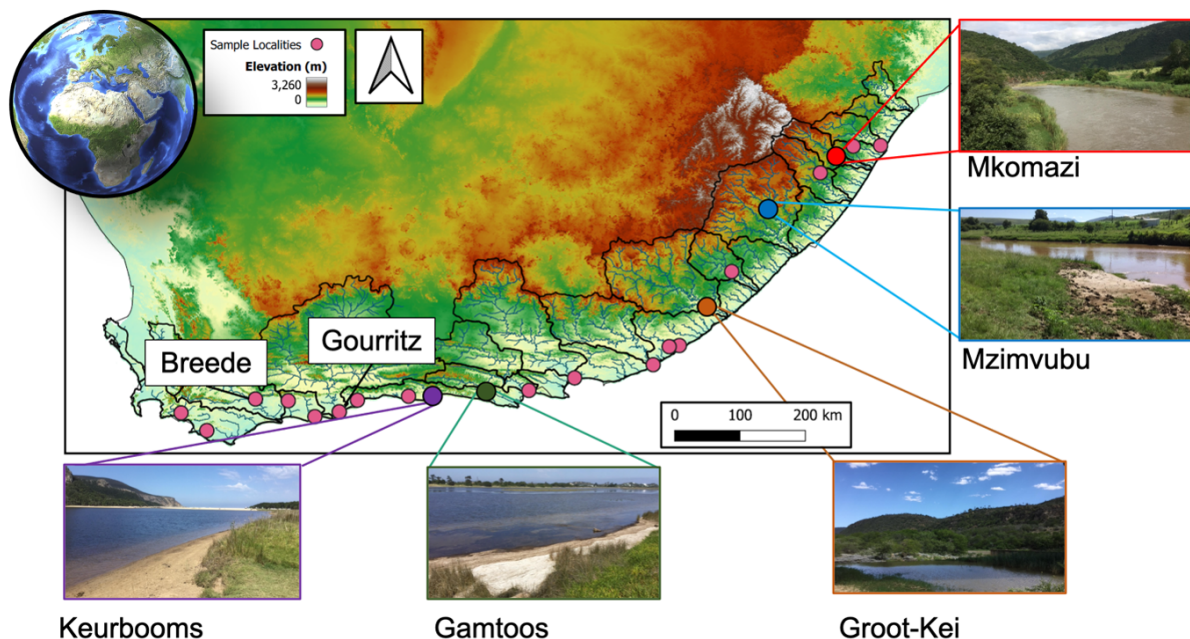 Sample Localities
Elevation (m)
3,260
0
Mkomazi
Mzimvubu
Gourritz
Breede
0 100 200 km
Keurbooms
Gamtoos
Groot-Kei